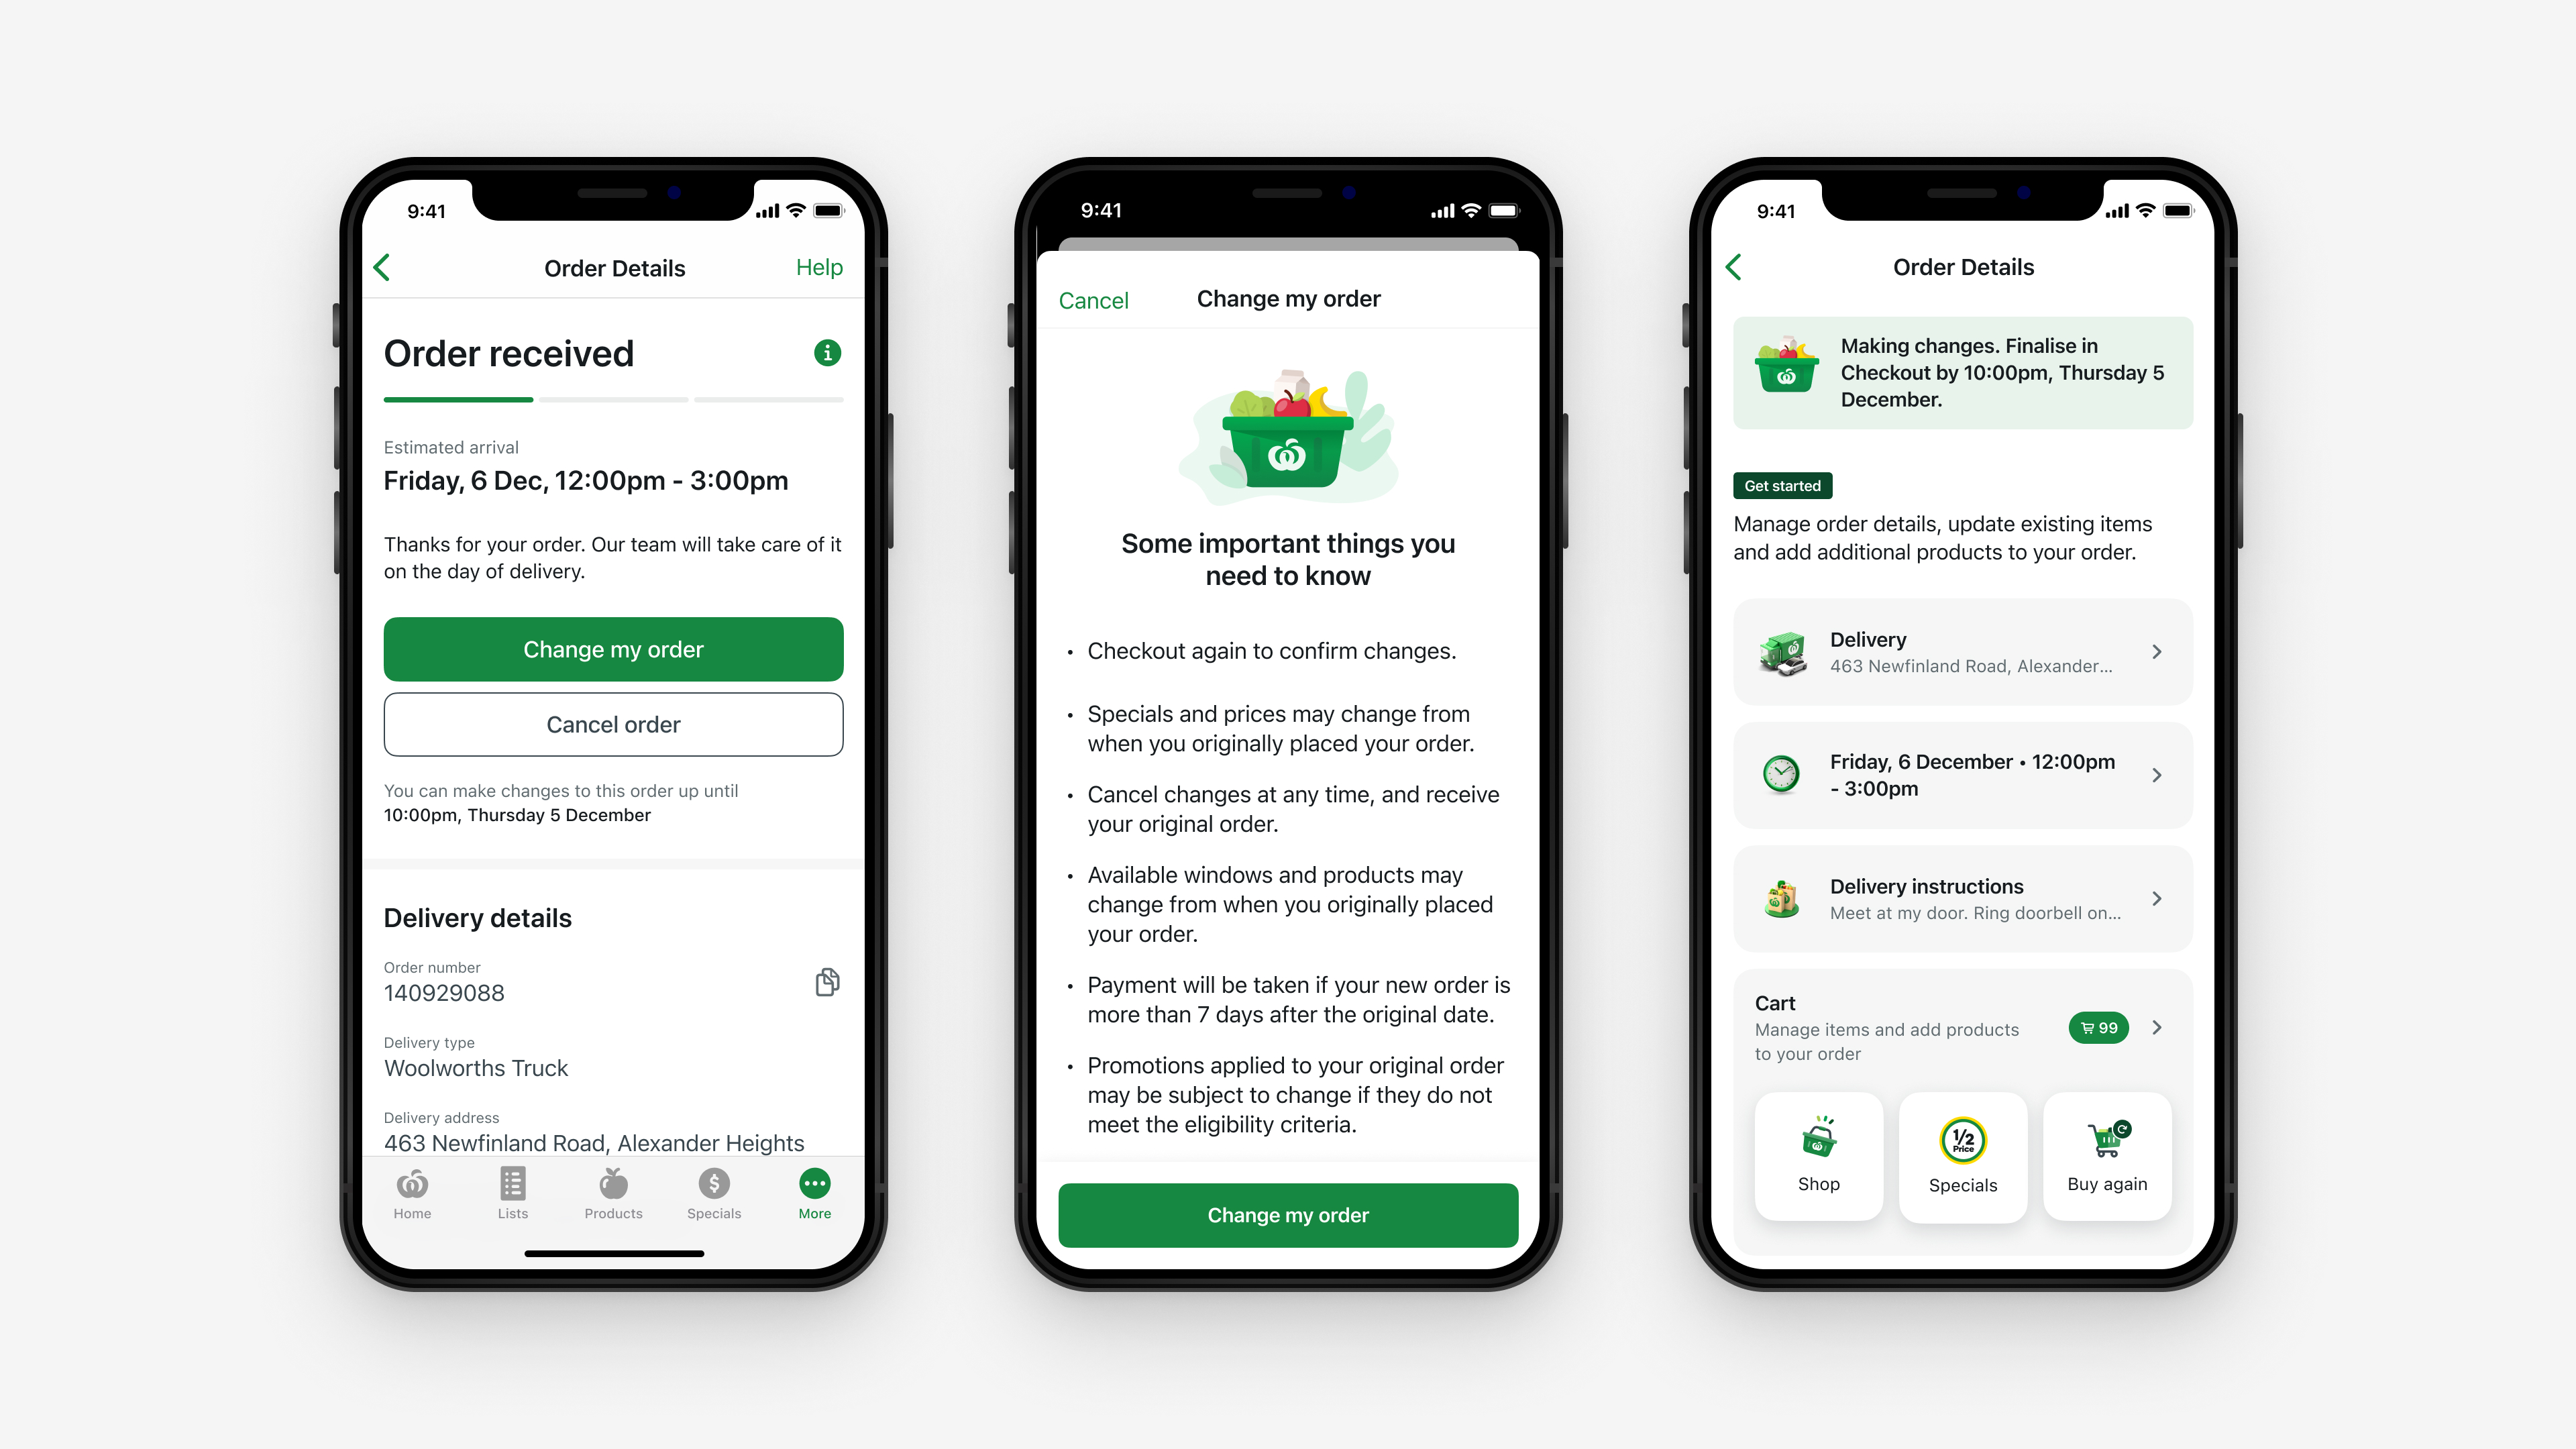 9:41
Order Details
Help
Order received
Estimated arrival
Friday, 6 Dec, 12:00pm - 3:00pm
Thanks for your order. Our team will take care of it
on the day of delivery.
Change my order
Cancel order
You can make changes to this order up until
10:00pm, Thursday 5 December
Delivery details
Order number
140929088
Delivery type
Woolworths Truck
Delivery address
463 Newfinland Road, Alexander Heights
Home
Lists
Products
Specials
More
9:41
Cancel
Change my order
Some important things you
need to know
• Checkout again to confirm changes.
• Specials and prices may change from
when you originally placed your order.
• Cancel changes at any time, and receive
your original order.
• Available windows and products may
change from when you originally placed
your order.
• Payment will be taken if your new order is
more than 7 days after the original date.
• Promotions applied to your original order
may be subject to change if they do not
meet the eligibility criteria.
Change my order
9:41
Order Details
Making changes. Finalise in
Checkout by 10:00pm, Thursday 5
December.
Get started
Manage order details, update existing items
and add additional products to your order.
Delivery
463 Newfinland Road, Alexander...
Friday, 6 December • 12:00pm
- 3:00pm
Delivery instructions
Meet at my door. Ring doorbell on...
Cart
Manage items and add products
to your order
99
Shop
1/2
Price
Specials
Buy again